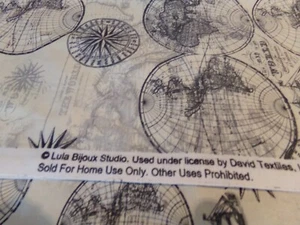 © Lula Bijoux Studio. Used under license by David Textiles,
Sold For Home Use Only. Other Uses Prohibited.